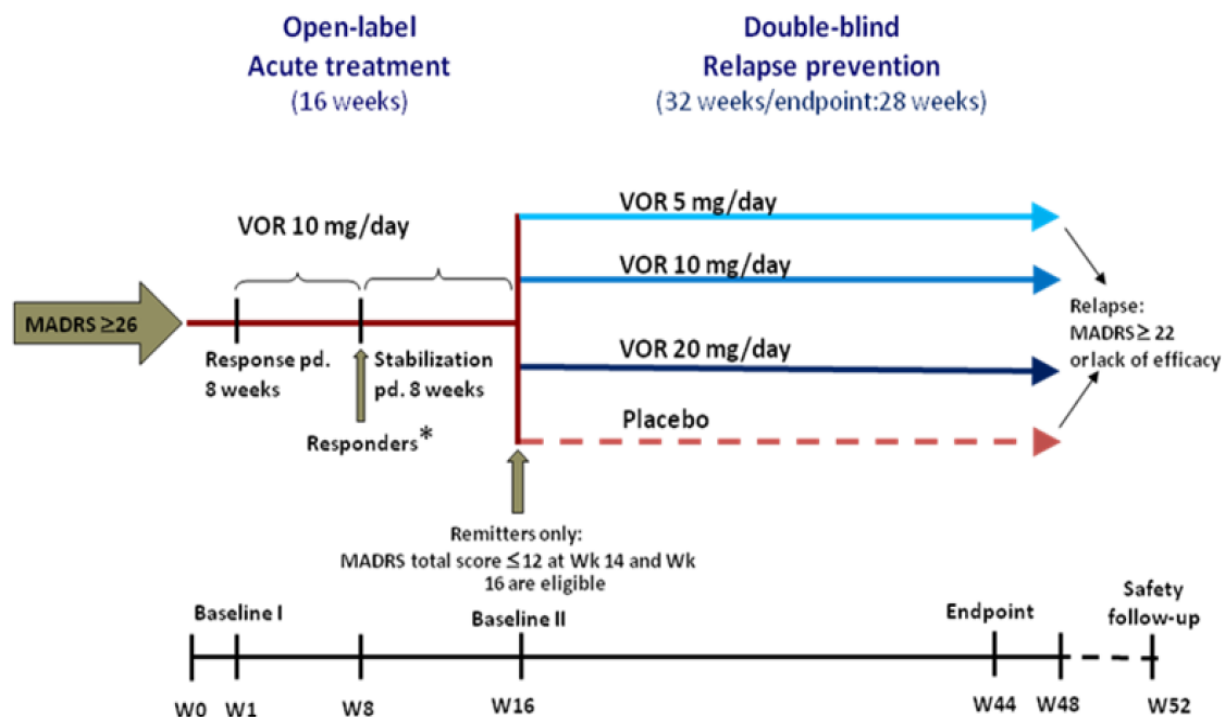 Open-label
Acute treatment
(16 weeks)
Double-blind
Relapse prevention
(32 weeks/endpoint:28 weeks)
VOR 10 mg/day
VOR 5 mg/day
VOR 10 mg/day
VOR 20 mg/day
Placebo
MADRS ≥26
Response pd.
8 weeks
Stabilization
pd. 8 weeks
Responders*
Relapse:
MADRS≥ 22
or lack of efficacy
Remitters only:
MADRS total score ≤12 at Wk 14 and Wk
16 are eligible
Baseline I
Baseline II
Endpoint
Safety
follow-up
W0 W1 W8 W16 W44 W48 W52